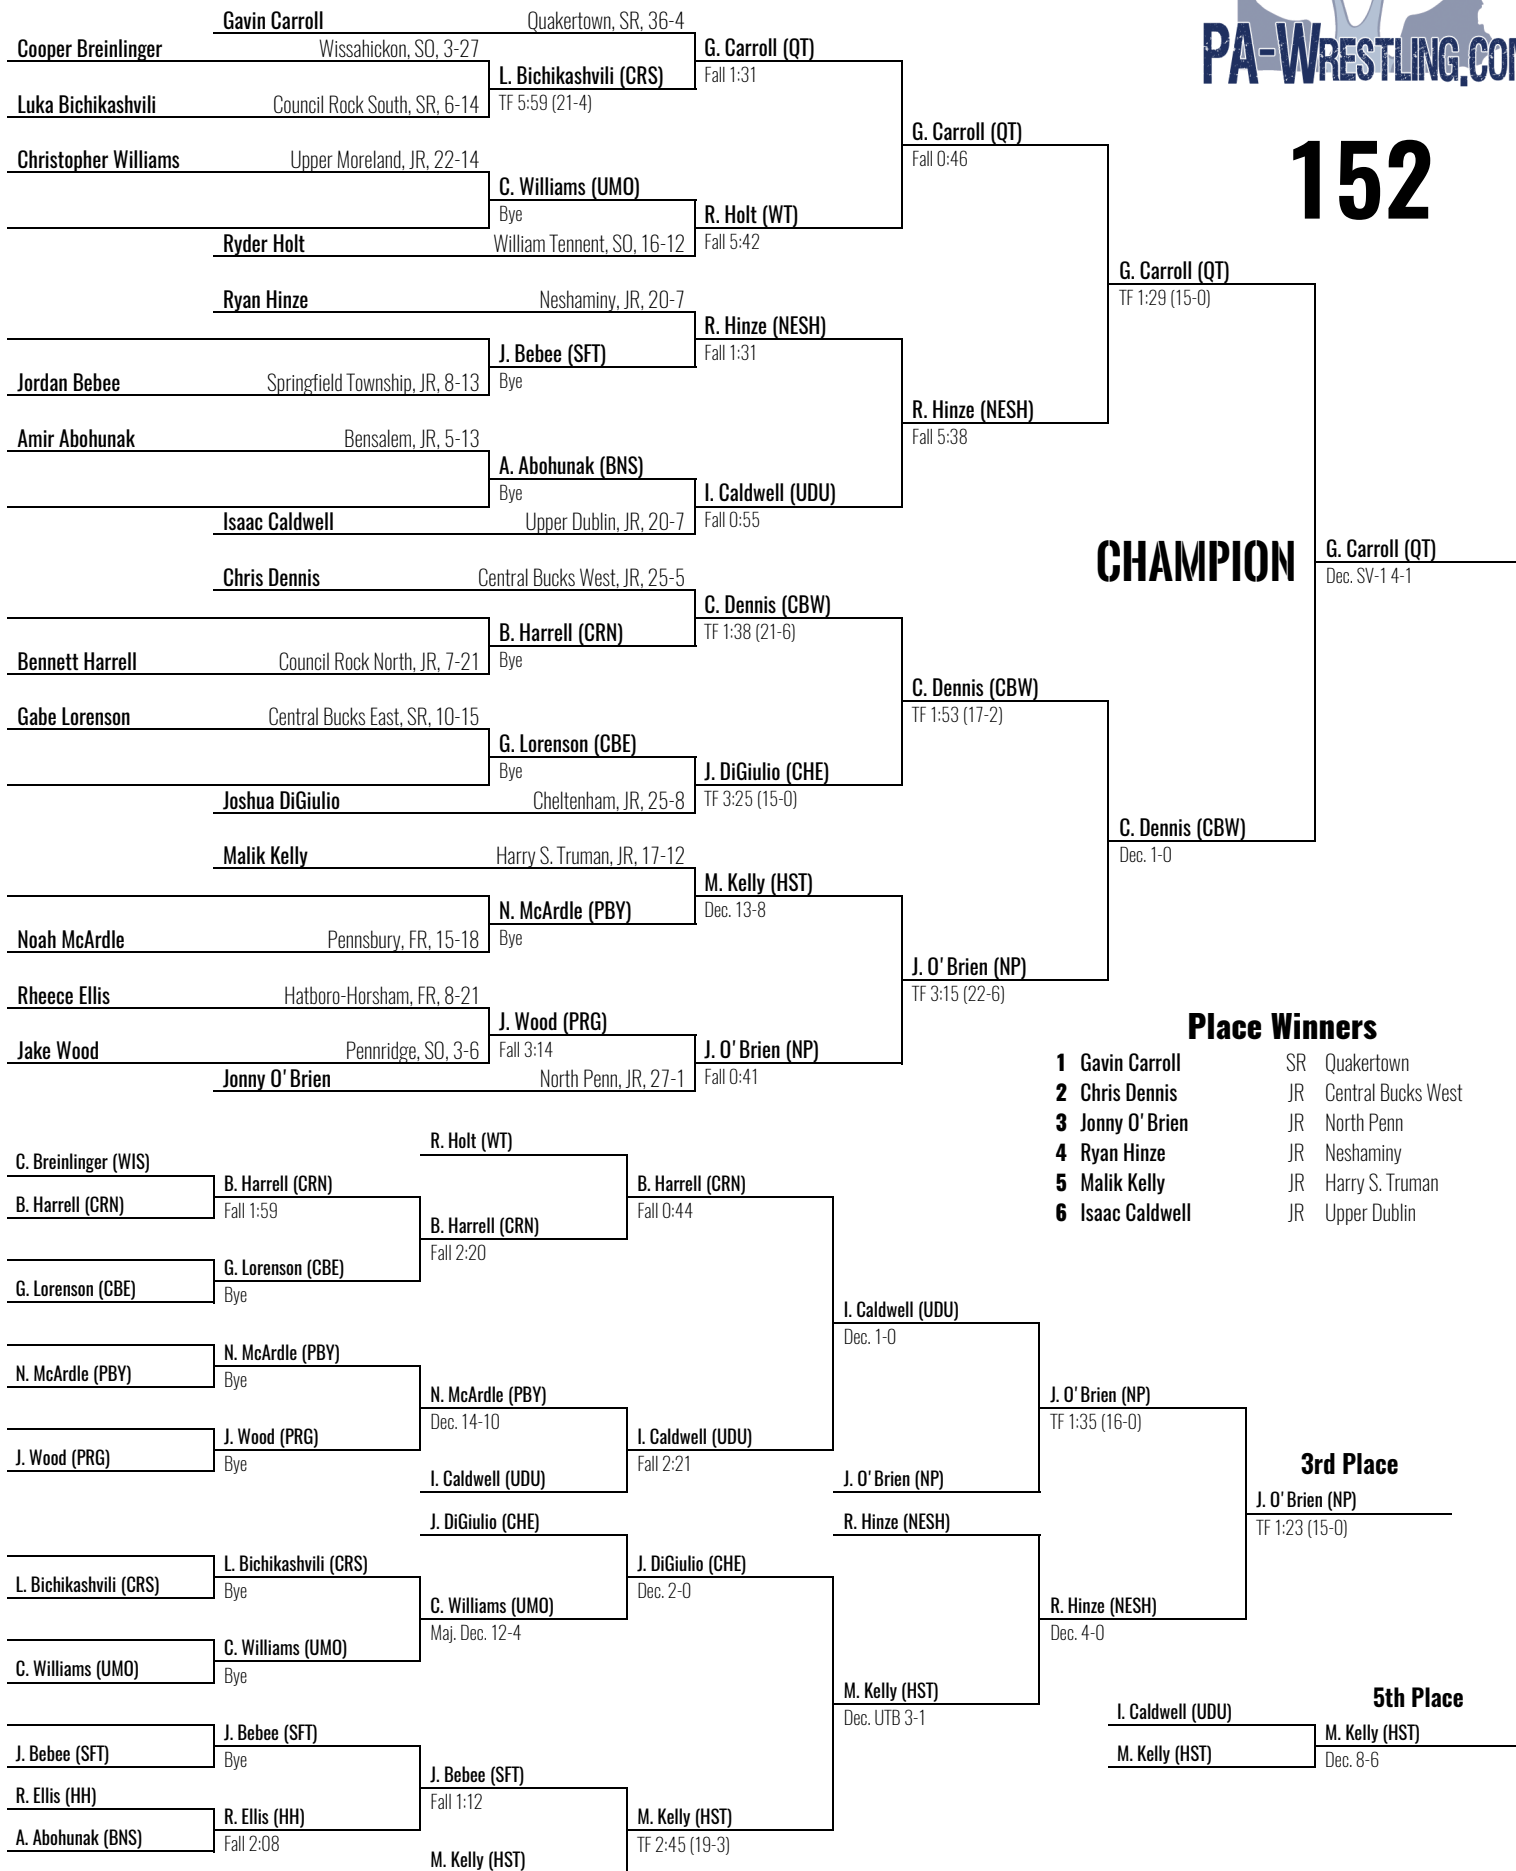 PA-WRESTLING.CO
152
Gavin Carroll Quakertown, SR, 36-4
Cooper Breinlinger Wissahickon, SO, 3-27
G. Carroll (QT)
L. Bichikashvili (CRS)
Fall 1:31
Luka Bichikashvili Council Rock South, SR, 6-14
TF 5:59 (21-4)
G. Carroll (QT)
Fall 0:46
Christopher Williams Upper Moreland, JR, 22-14
C. Williams (UMO)
Bye
R. Holt (WT)
Ryder Holt William Tennent, SO, 16-12
Fall 5:42
G. Carroll (QT)
TF 1:29 (15-0)
Ryan Hinze Neshaminy, JR, 20-7
R. Hinze (NESH)
J. Bebee (SFT)
Fall 1:31
Jordan Bebee Springfield Township, JR, 8-13
Bye
R. Hinze (NESH)
Fall 5:38
Amir Abohunak Bensalem, JR, 5-13
A. Abohunak (BNS)
Bye
I. Caldwell (UDU)
Isaac Caldwell Upper Dublin, JR, 20-7
Fall 0:55
CHAMPION
G. Carroll (QT)
Dec. SV-1 4-1
Chris Dennis Central Bucks West, JR, 25-5
C. Dennis (CBW)
B. Harrell (CRN)
TF 1:38 (21-6)
Bennett Harrell Council Rock North, JR, 7-21
Bye
C. Dennis (CBW)
TF 1:53 (17-2)
Gabe Lorenson Central Bucks East, SR, 10-15
G. Lorenson (CBE)
Bye
J. DiGiulio (CHE)
Joshua DiGiulio Cheltenham, JR, 25-8
TF 3:25 (15-0)
C. Dennis (CBW)
Dec. 1-0
Malik Kelly Harry S. Truman, JR, 17-12
M. Kelly (HST)
N. McArdle (PBY)
Dec. 13-8
Noah McArdle Pennsbury, FR, 15-18
Bye
J. O'Brien (NP)
TF 3:15 (22-6)
Rheece Ellis Hatboro-Horsham, FR, 8-21
J. Wood (PRG)
Jake Wood Pennridge, SO, 3-6
Fall 3:14
J. O'Brien (NP)
Jonny O'Brien North Penn, JR, 27-1
Fall 0:41
Place Winners
1 Gavin Carroll SR Quakertown
2 Chris Dennis JR Central Bucks West
3 Jonny O'Brien JR North Penn
4 Ryan Hinze JR Neshaminy
5 Malik Kelly JR Harry S. Truman
6 Isaac Caldwell JR Upper Dublin
R. Holt (WT)
C. Breinlinger (WIS)
B. Harrell (CRN)
B. Harrell (CRN)
B. Harrell (CRN)
Fall 1:59
Fall 0:44
B. Harrell (CRN)
Fall 2:20
G. Lorenson (CBE)
G. Lorenson (CBE)
Bye
I. Caldwell (UDU)
Dec. 1-0
N. McArdle (PBY)
N. McArdle (PBY)
Bye
N. McArdle (PBY)
Dec. 14-10
J. O'Brien (NP)
TF 1:35 (16-0)
J. Wood (PRG)
I. Caldwell (UDU)
J. Wood (PRG)
Bye
Fall 2:21
I. Caldwell (UDU)
J. O'Brien (NP)
3rd Place
J. O'Brien (NP)
TF 1:23 (15-0)
J. DiGiulio (CHE)
R. Hinze (NESH)
L. Bichikashvili (CRS)
J. DiGiulio (CHE)
L. Bichikashvili (CRS)
Bye
Dec. 2-0
C. Williams (UMO)
Maj. Dec. 12-4
R. Hinze (NESH)
Dec. 4-0
C. Williams (UMO)
C. Williams (UMO)
Bye
M. Kelly (HST)
Dec. UTB 3-1
5th Place
I. Caldwell (UDU)
M. Kelly (HST)
M. Kelly (HST)
Dec. 8-6
J. Bebee (SFT)
J. Bebee (SFT)
Bye
J. Bebee (SFT)
Fall 1:12
R. Ellis (HH)
R. Ellis (HH)
A. Abohunak (BNS)
Fall 2:08
M. Kelly (HST)
TF 2:45 (19-3)
M. Kelly (HST)